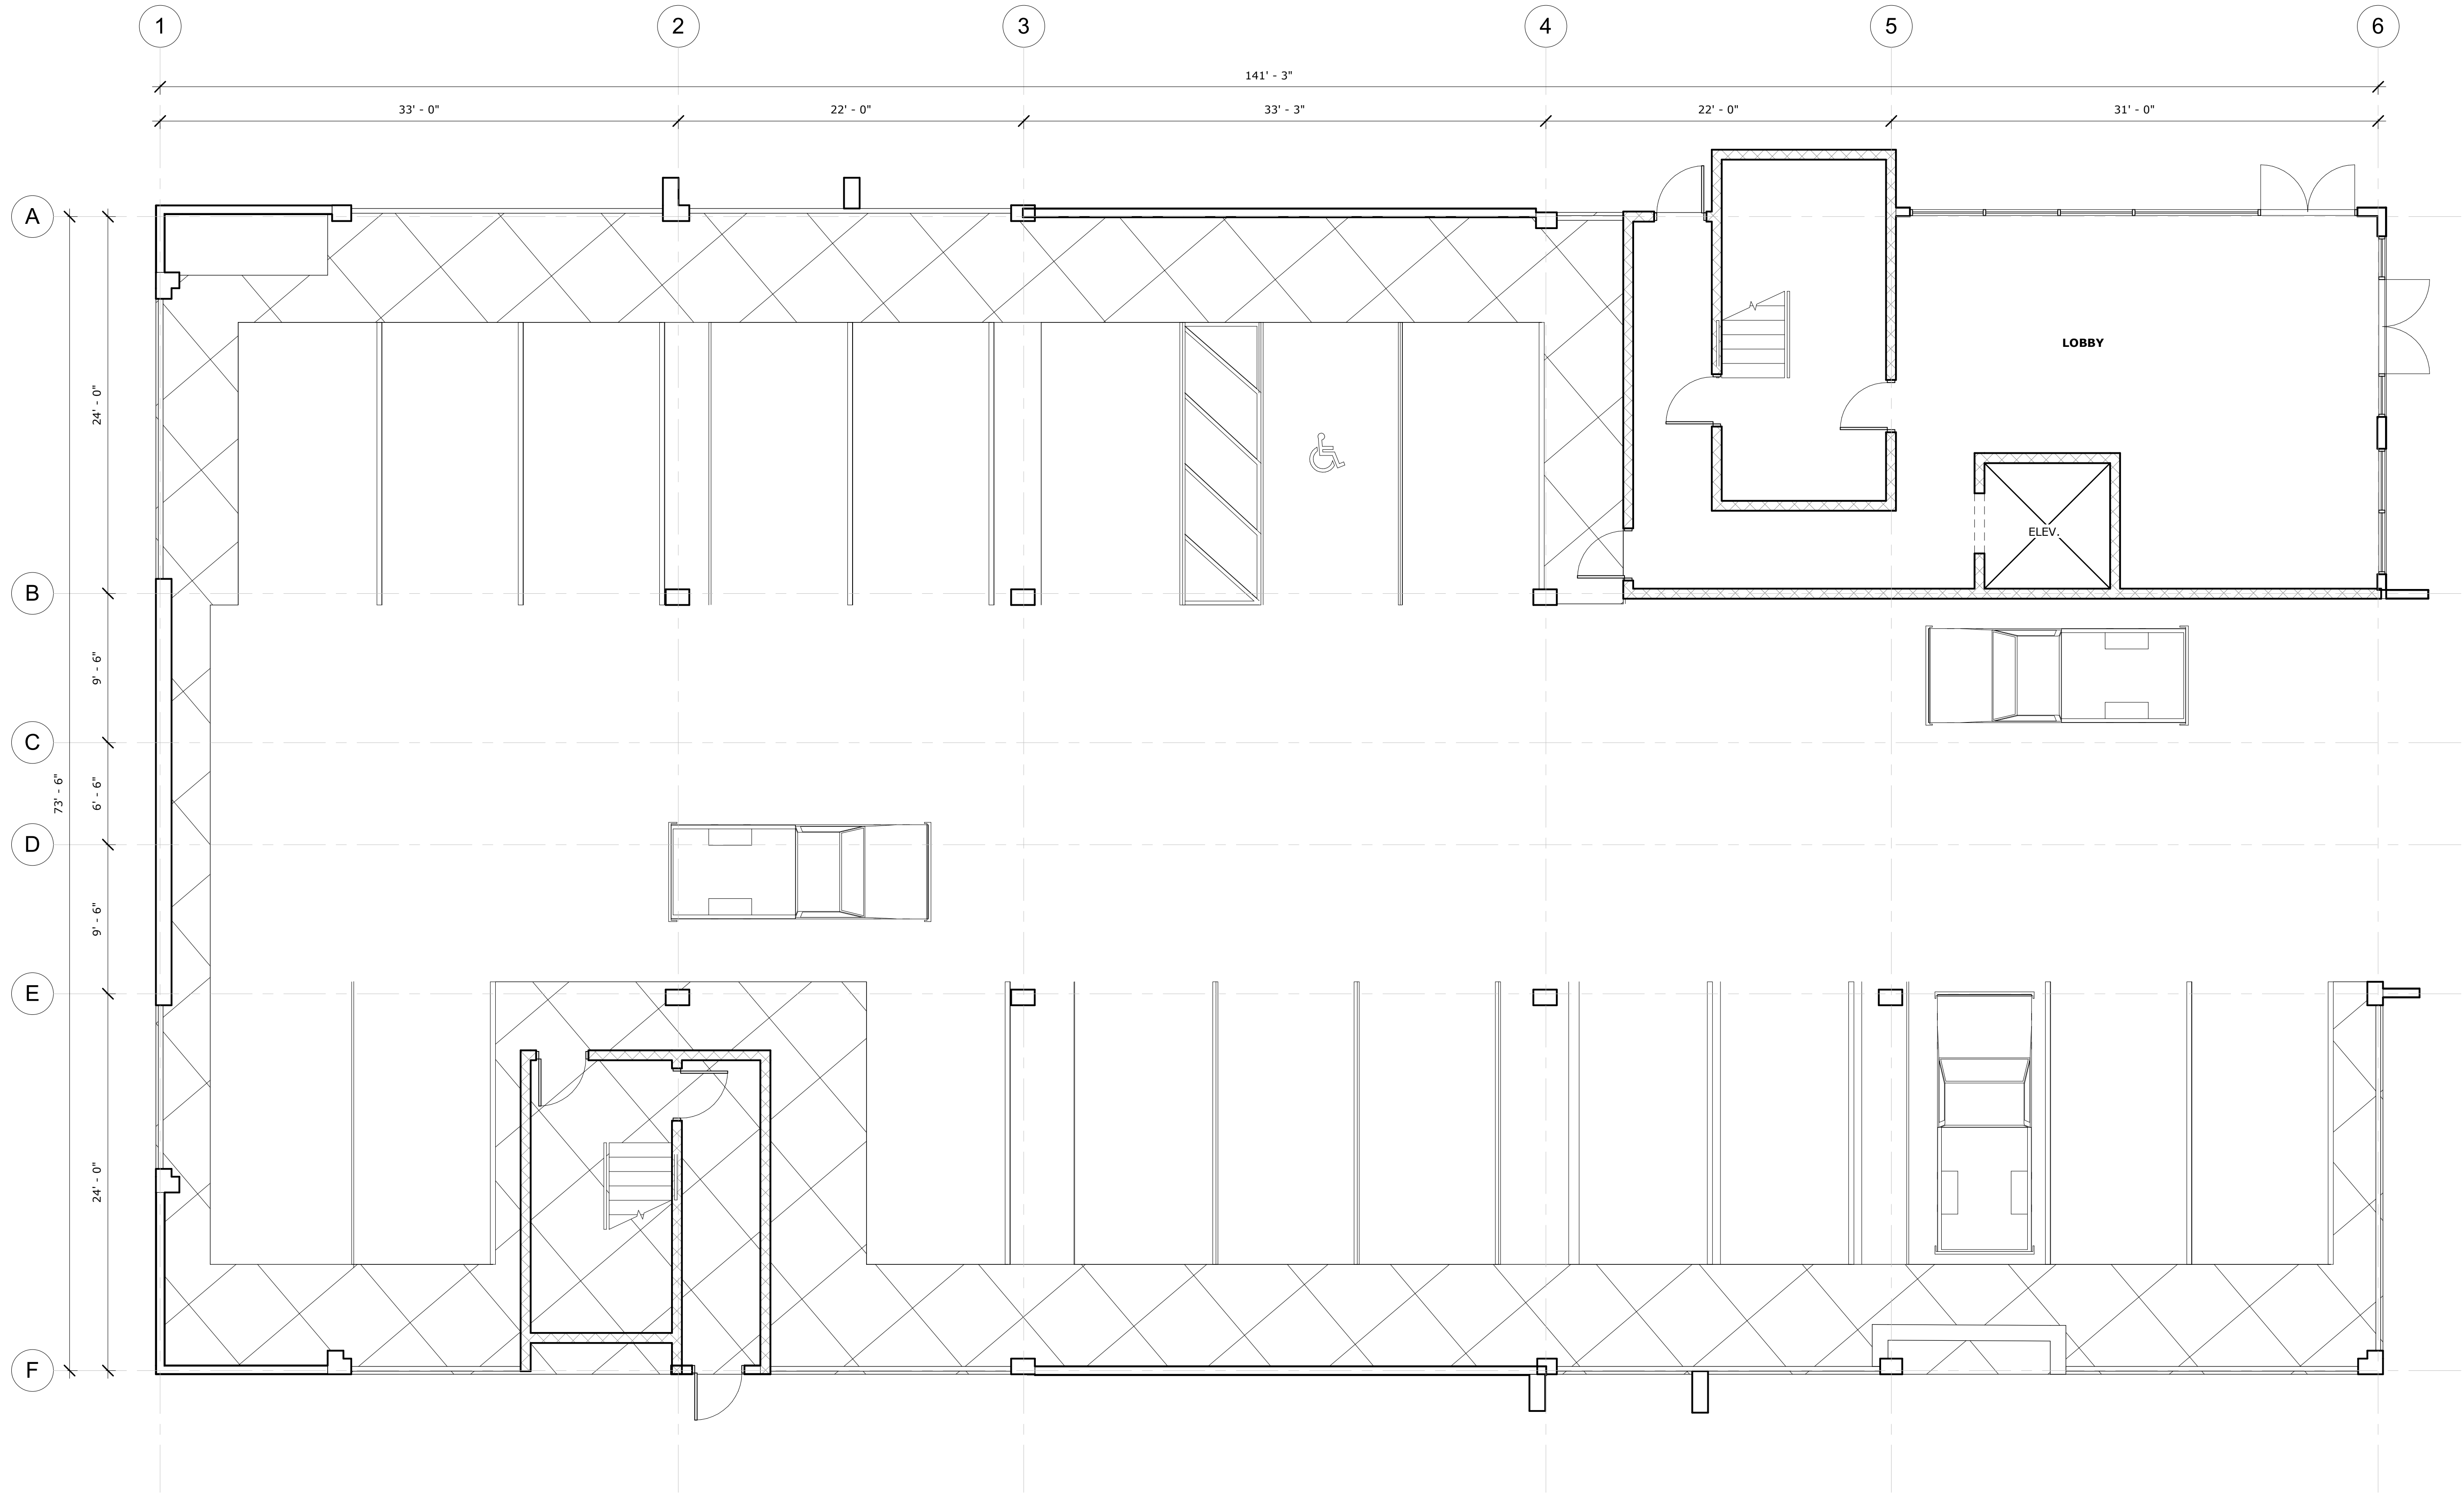 1 2 3 4 5 6
141' - 3"
33' - 0" 22' - 0" 33' - 3" 22' - 0" 31' - 0"
A
LOBBY
24' - 0"
ELEV.
B
9' - 6"
C
73' - 6"
6' - 6"
D
9' - 6"
E
24' - 0"
F